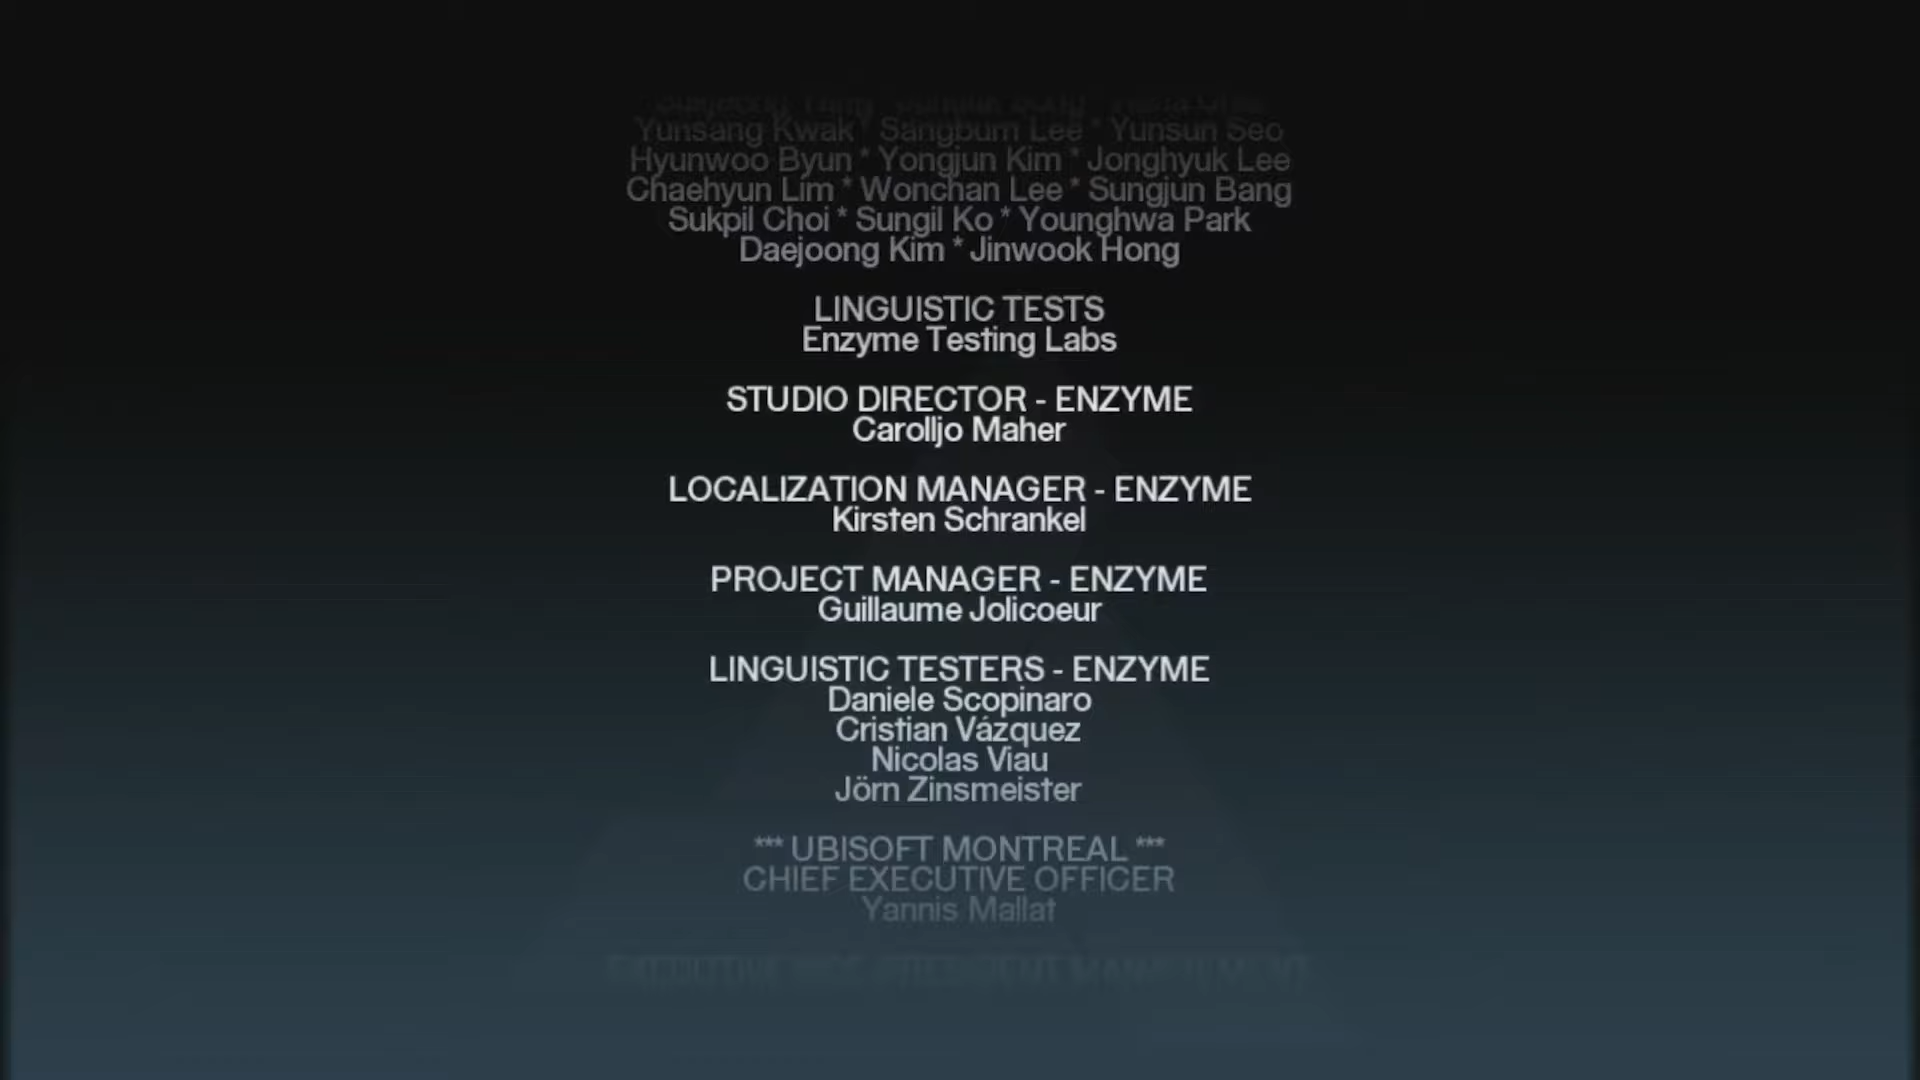 Yunsang Kwak * Sangbum Lee * Yunsun Seo
Hyunwoo Byun * Yongjun Kim * Jonghyuk Lee
Chaehyun Lim * Wonchan Lee * Sungjun Bang
Sukpil Choi * Sungil Ko * Younghwa Park
Daejoong Kim * Jinwook Hong
LINGUISTIC TESTS
Enzyme Testing Labs
STUDIO DIRECTOR - ENZYME
Carolljo Maher
LOCALIZATION MANAGER - ENZYME
Kirsten Schrankel
PROJECT MANAGER - ENZYME
Guillaume Jolicoeur
LINGUISTIC TESTERS - ENZYME
Daniele Scopinaro
Cristian Vázquez
Nicolas Viau
Jörn Zinsmeister
*** UBISOFT MONTREAL ***
CHIEF EXECUTIVE OFFICER
Yannis Mallat